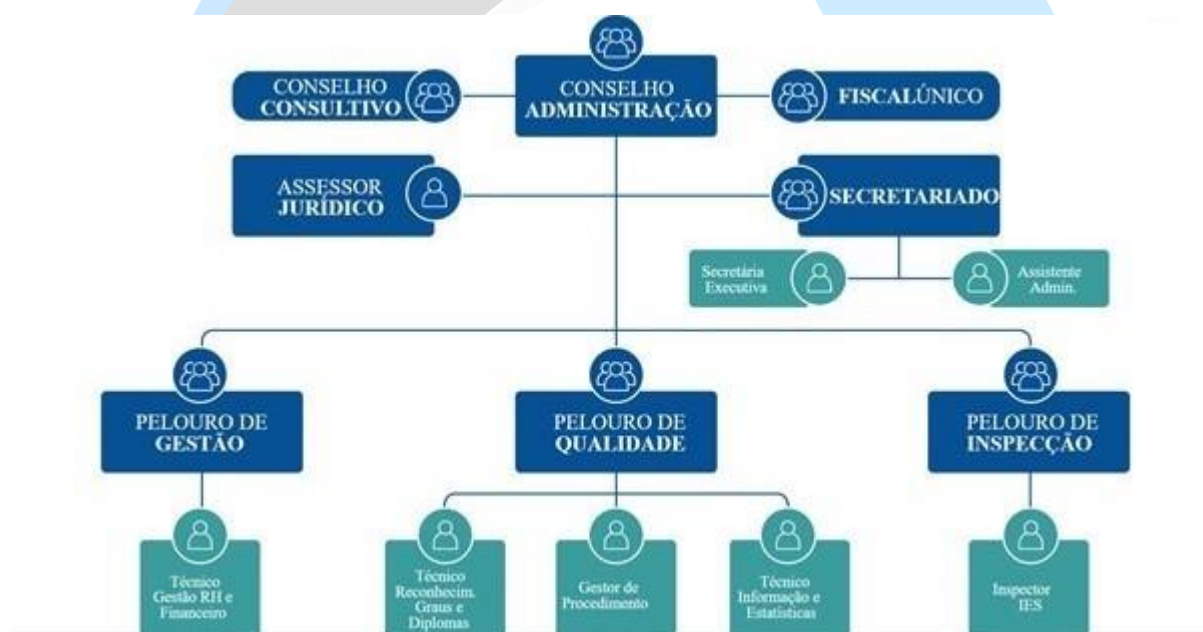 CONSELHO
CONSULTIVO
CONSELHO
ADMINISTRAÇÃO
FISCALÚNICO
ASSESSOR
JURÍDICO
SECRETARIADO
Secretária
Executiva
Assistente
Admin.
PELOURO DE
GESTÃO
PELOURO DE
QUALIDADE
PELOURO DE
INSPECÇÃO
Técnico
Gestão RH e
Financeiro
Técnico
Reconhecim.
Graus e
Diplomas
Gestor de
Procedimento
Técnico
Informação e
Estatísticas
Inspector
IES